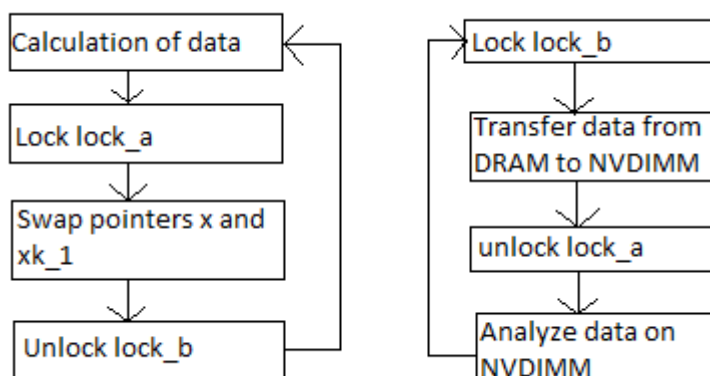 Calculation of data
Lock lock_a
Swap pointers x and
xk_1
Unlock lock_b
Lock lock_b
Transfer data from
DRAM to NVDIMM
unlock lock_a
Analyze data on
NVDIMM